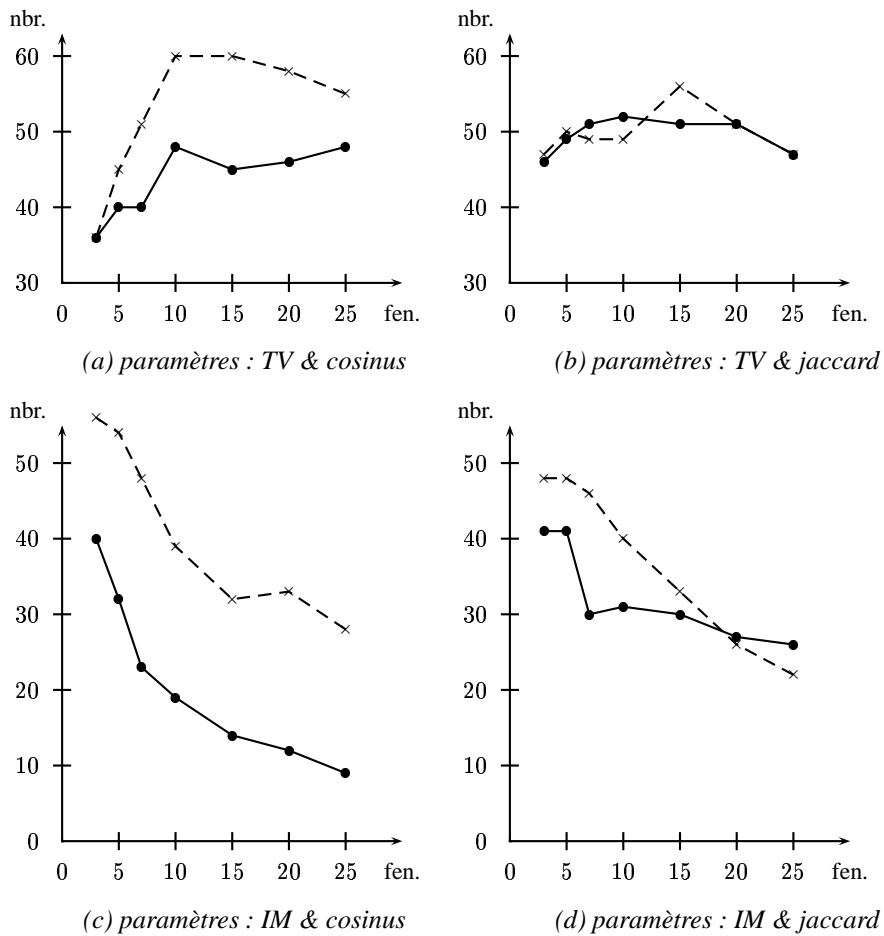 nbr.
60
50
40
30
0 5 10 15 20 25 fen.
(a) paramètres : TV & cosinus
nbr.
60
50
40
30
0 5 10 15 20 25 fen.
(b) paramètres : TV & jaccard
nbr.
50
40
30
20
10
0
0 5 10 15 20 25 fen.
(c) paramètres : IM & cosinus
nbr.
50
40
30
20
10
0
0 5 10 15 20 25 fen.
(d) paramètres : IM & jaccard